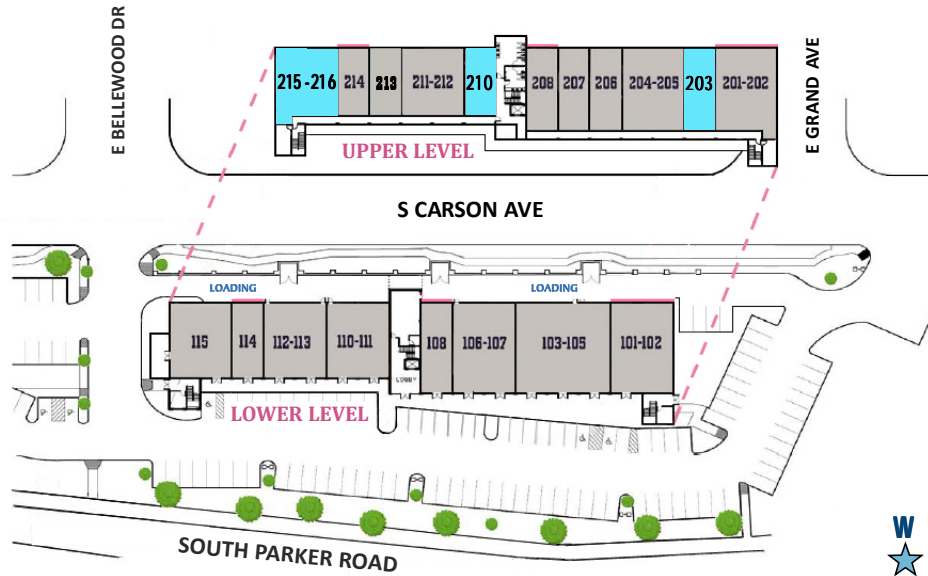 E BELLEWOOD DR
215-216
214
213
211-212
210
208
207
206
204-205
203
201-202
E GRAND AVE
UPPER LEVEL
S CARSON AVE
LOADING
LOADING
115
114
112-113
110-111
LOBBY
108
106-107
103-105
101-102
LOWER LEVEL
SOUTH PARKER ROAD
W